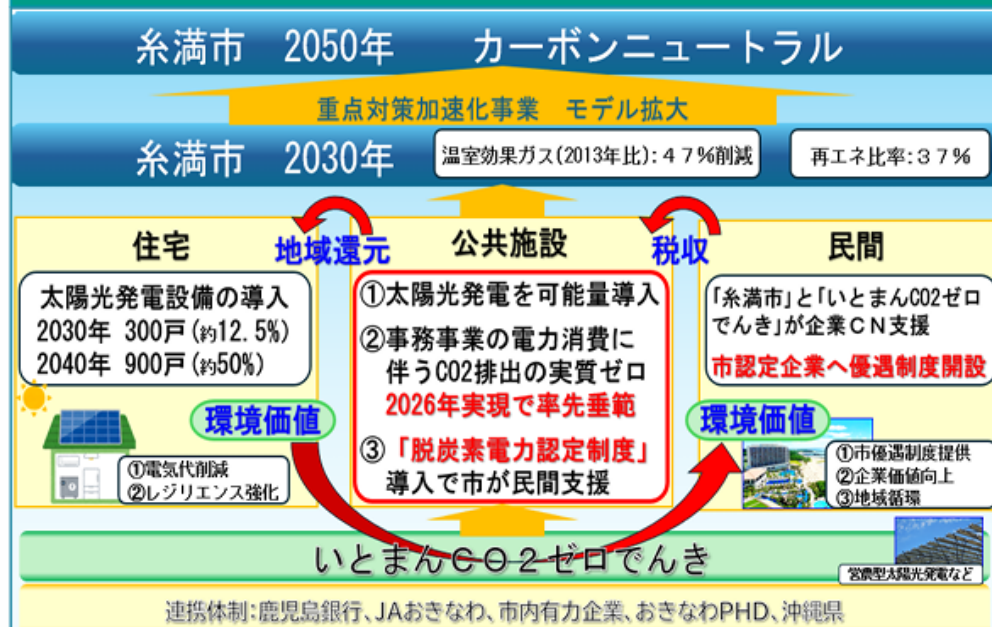 糸満市 2050年 カーボンニュートラル
重点対策加速化事業 モデル拡大
糸満市 2030年
温室効果ガス(2013年比):47%削減
再エネ比率:37%
住宅
地域還元
公共施設
税収
民間
太陽光発電設備の導入
2030年 300戸(約12.5%)
2040年 900戸(約50%)
①太陽光発電を可能量導入
②事務事業の電力消費に
伴うCO2排出の実質ゼロ
2026年実現で率先垂範
③「脱炭素電力認定制度」
導入で市が民間支援
「糸満市」と「いとまんCO2ゼロ
でんき」が企業CN支援
市認定企業へ優遇制度開設
環境価値
環境価値
①電気代削減
②レジリエンス強化
①市優遇制度提供
②企業価値向上
③地域循環
いとまんCO2ゼロでんき
営農型太陽光発電など
連携体制:鹿児島銀行、JAおきなわ、市内有力企業、おきなわPHD、沖縄県